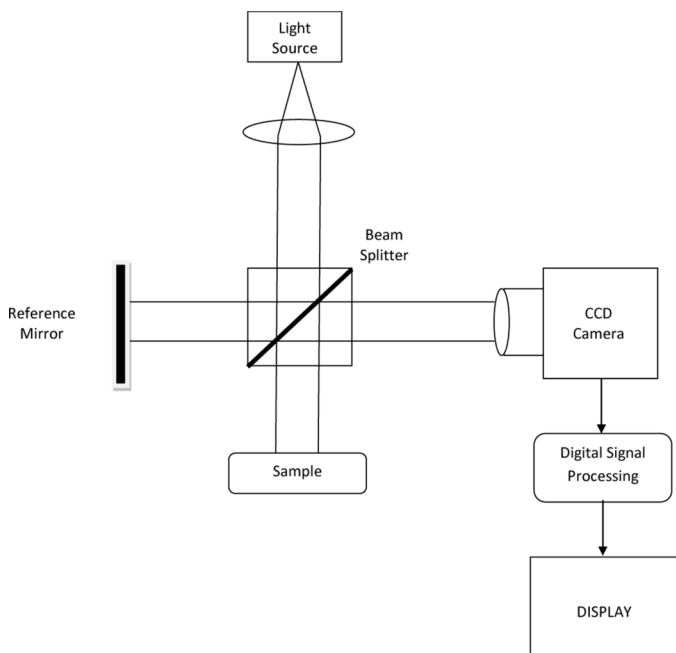 Light
Source
Beam
Splitter
Reference
Mirror
CCD
Camera
Sample
Digital Signal
Processing
DISPLAY